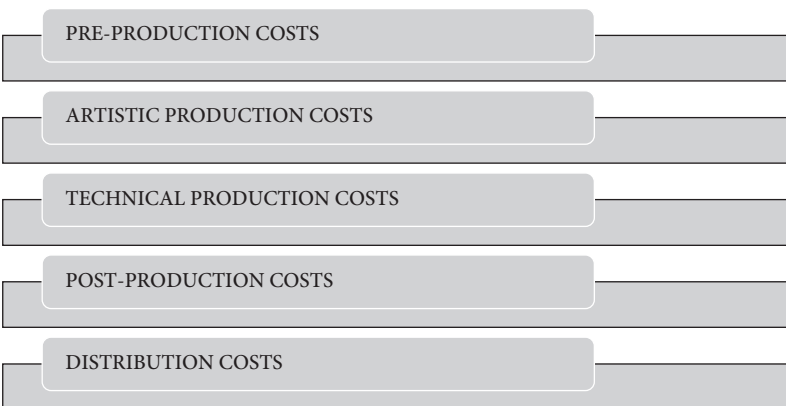 PRE-PRODUCTION COSTS
ARTISTIC PRODUCTION COSTS
TECHNICAL PRODUCTION COSTS
POST-PRODUCTION COSTS
DISTRIBUTION COSTS